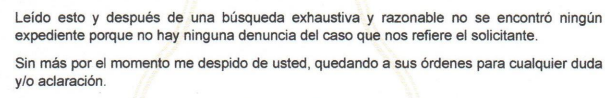 Leído esto y después de una búsqueda exhaustiva y razonable no se encontró ningún
expediente porque no hay ninguna denuncia del caso que nos refiere el solicitante.
Sin más por el momento me despido de usted, quedando a sus órdenes para cualquier duda
y/o aclaración.